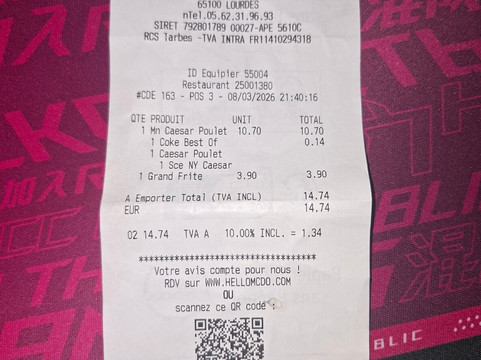 65100 LOURDES
nTel.05.62.31.96.93
SIRET 792801789 00027-APE 5610C
RCS Tarbes -TVA INTRA FR11410294318
ID Equipier 55004
Restaurant 25001380
#CDE 163 - POS 3 - 08/03/2026 21:40:16
QTE PRODUIT UNIT TOTAL
1 Mn Caesar Poulet 10.70 10.70
1 Coke Best Of 0.14
1 Caesar Poulet
1 Sce NY Caesar
1 Grand Frite 3.90 3.90
A Emporter Total (TVA INCL) 14.74
EUR 14.74
02 14.74 TVA A 10.00% INCL. = 1.34
**********************************
Votre avis compte pour nous !
RDV sur WWW.HELLOMCDO.COM
OU
scannez ce QR code :
BLIC